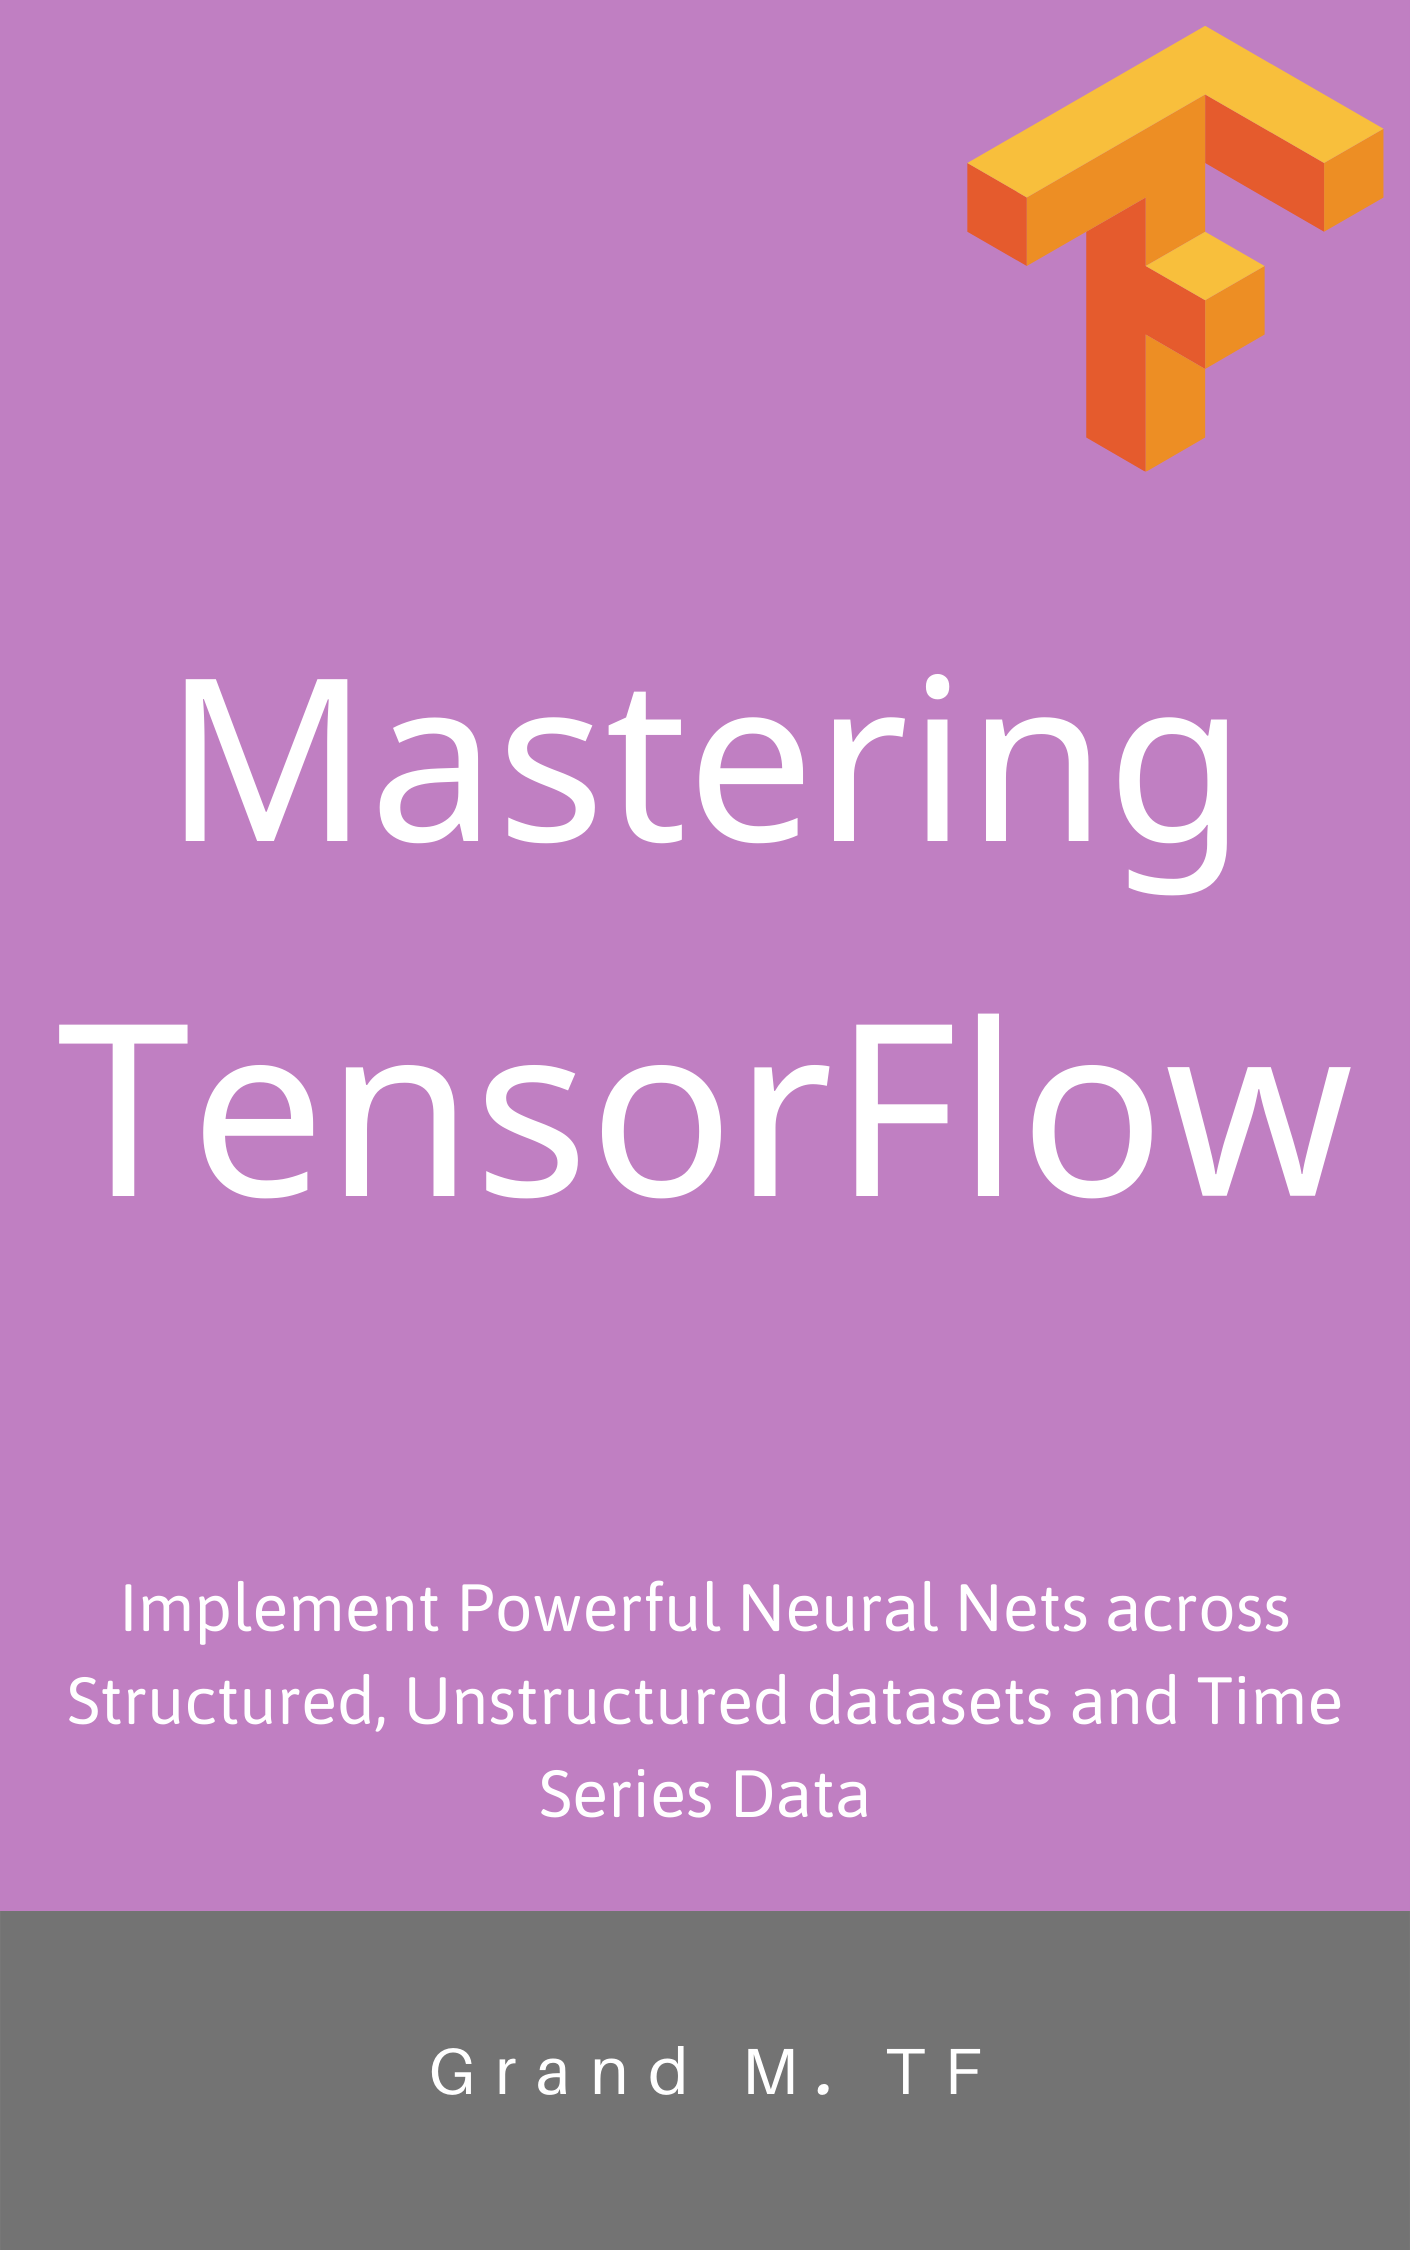 Mastering
TensorFlow
Implement Powerful Neural Nets across
Structured, Unstructured datasets and Time
Series Data
Grand M. TF